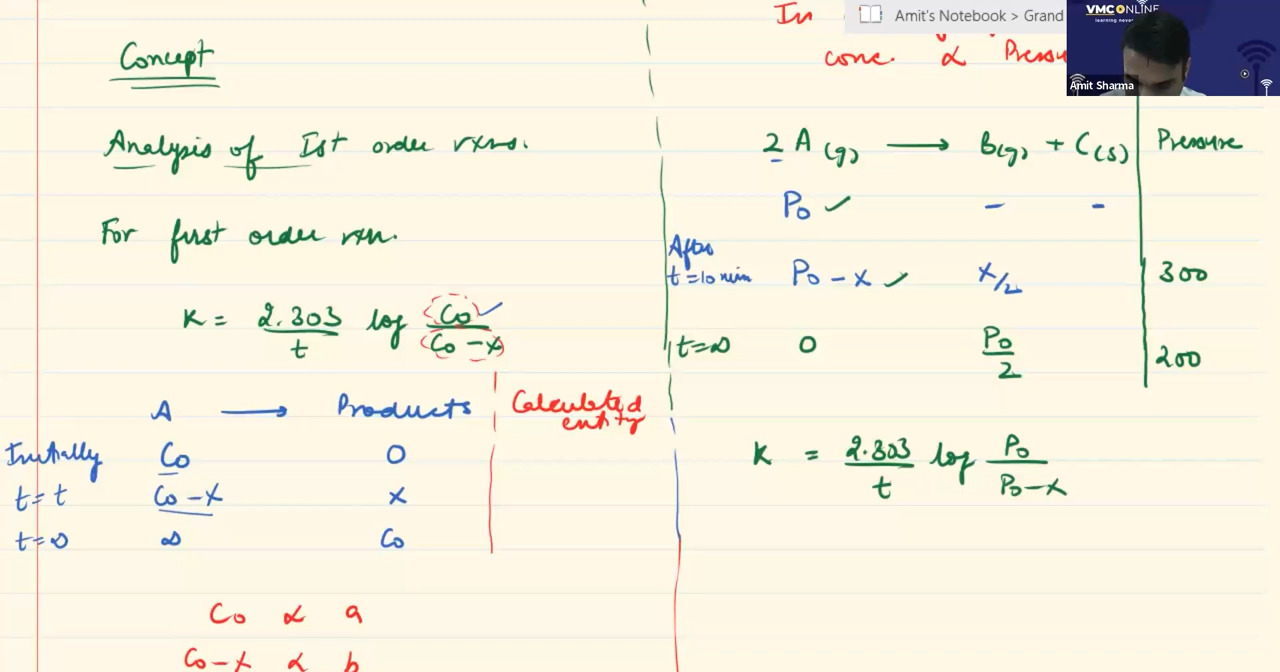 Amit's Notebook > Grand
VMC ONLINE
Amit Sharma
Concept
Analysis of Ist order rxns.
For first order rxn.
K = 2.303/t log Co/(Co - x)
A ⟶ Products
Calculated
entity
Initially Co 0
t = t Co - x x
t = ∞ ∞ Co
Co ∝ a
Co - x ∝ b
In
conc. ∝
2 A (g) ⟶ B(g) + C(s) Pressure
Po ✓ - -
After
t = 10 min Po - x ✓ x/2 300
t = ∞ 0 Po/2 200
K = 2.303/t log Po/(Po - x)